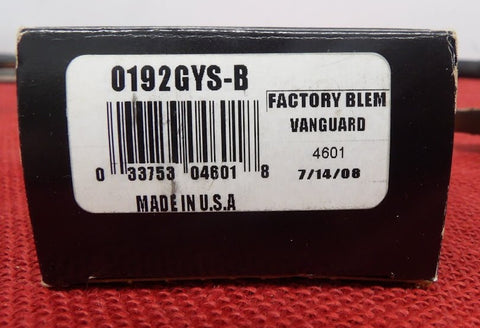 0192GYS-B
FACTORY BLEM
VANGUARD
4601
7/14/08
0 33753 04601 8
MADE IN U.S.A